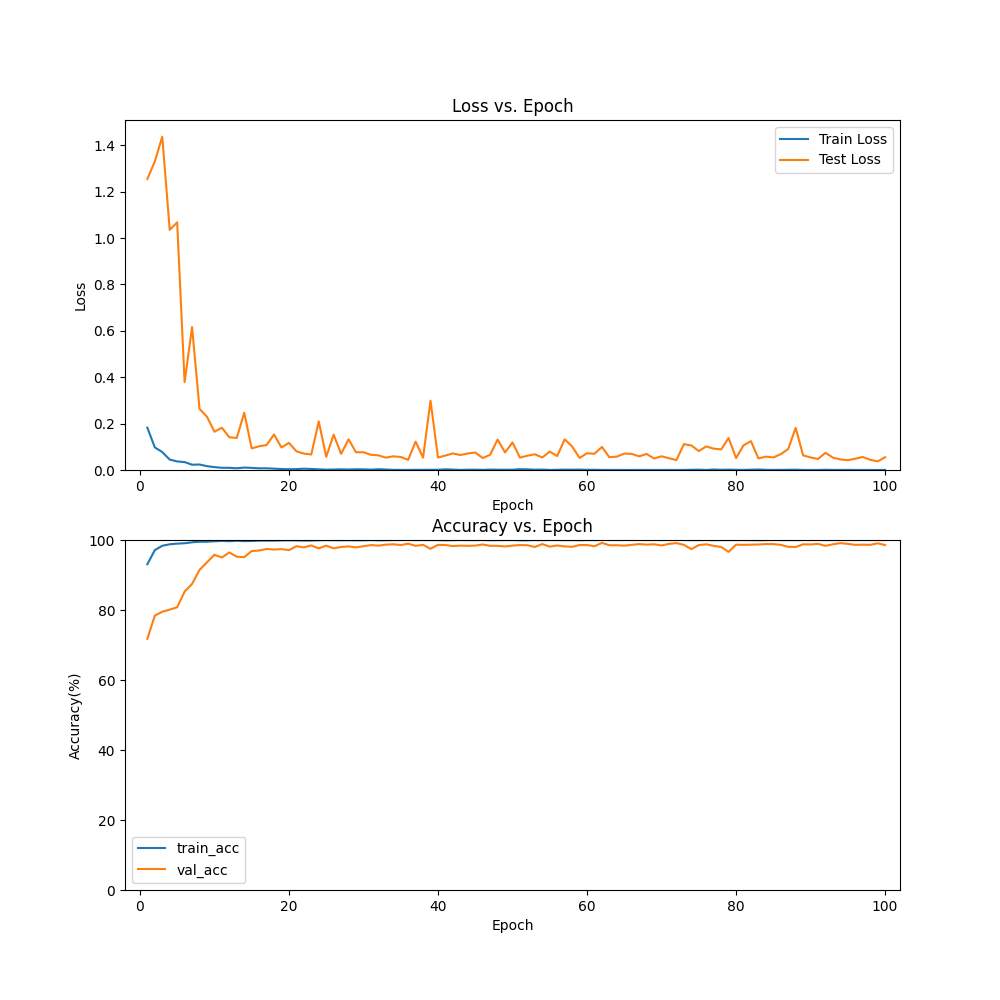 Loss vs. Epoch
1.4
1.2
1.0
0.8
0.6
0.4
0.2
0.0
Loss
Train Loss
Test Loss
0 20 40 60 80 100
Epoch
Accuracy vs. Epoch
100
80
60
40
20
0
Accuracy(%)
train_acc
val_acc
0 20 40 60 80 100
Epoch